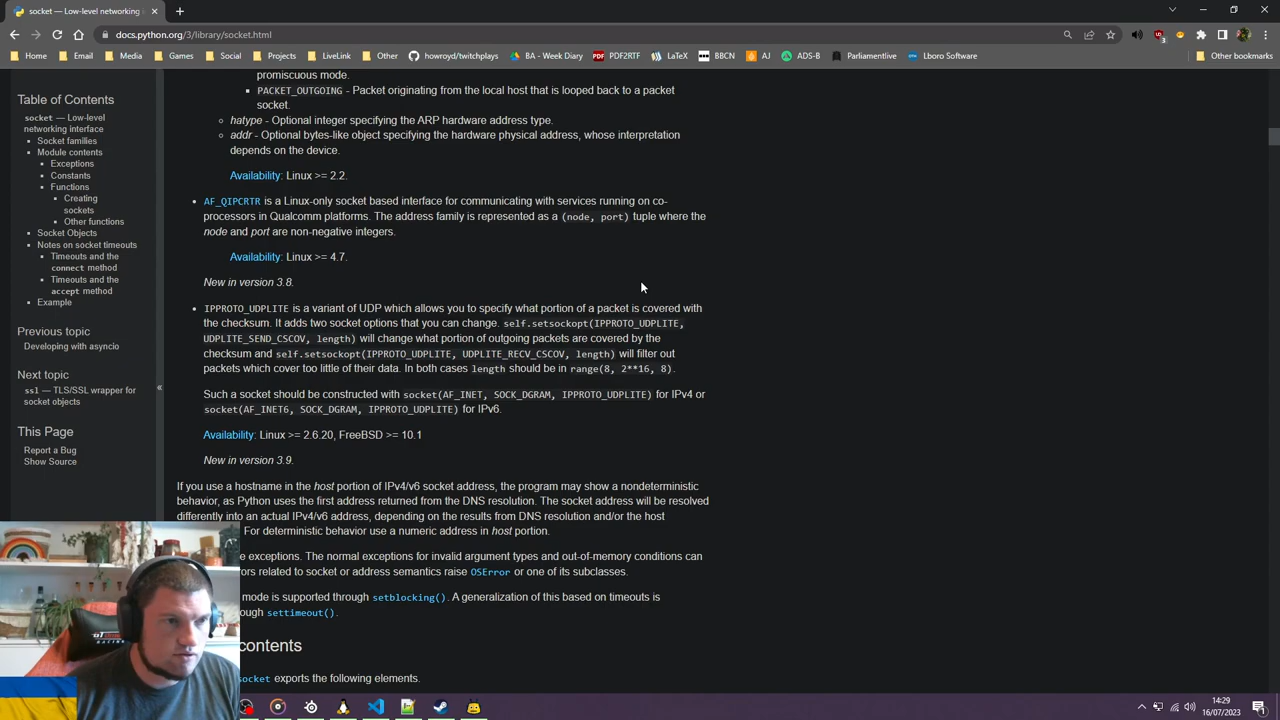 socket — Low-level networking
docs.python.org/3/library/socket.html
Home
Email
Media
Games
Social
Projects
LiveLink
Other
howroyd/twitchplays
BA - Week Diary
PDF2RTF
LaTeX
BBCN
AJ
ADS-B
Parliamentlive
Lboro Software
Other bookmarks
Table of Contents
socket — Low-level
networking interface
Socket families
Module contents
Exceptions
Constants
Functions
Creating
sockets
Other functions
Socket Objects
Notes on socket timeouts
Timeouts and the
connect method
Timeouts and the
accept method
Example
Previous topic
Developing with asyncio
Next topic
ssl — TLS/SSL wrapper for
socket objects
This Page
Report a Bug
Show Source
«
promiscuous mode.
PACKET_OUTGOING - Packet originating from the local host that is looped back to a packet
socket.
hatype - Optional integer specifying the ARP hardware address type.
addr - Optional bytes-like object specifying the hardware physical address, whose interpretation
depends on the device.
Availability: Linux >= 2.2.
AF_QIPCRTR is a Linux-only socket based interface for communicating with services running on co-
processors in Qualcomm platforms. The address family is represented as a (node, port) tuple where the
node and port are non-negative integers.
Availability: Linux >= 4.7.
New in version 3.8.
IPPROTO_UDPLITE is a variant of UDP which allows you to specify what portion of a packet is covered with
the checksum. It adds two socket options that you can change. self.setsockopt(IPPROTO_UDPLITE,
UDPLITE_SEND_CSCOV, length) will change what portion of outgoing packets are covered by the
checksum and self.setsockopt(IPPROTO_UDPLITE, UDPLITE_RECV_CSCOV, length) will filter out
packets which cover too little of their data. In both cases length should be in range(8, 2**16, 8).
Such a socket should be constructed with socket(AF_INET, SOCK_DGRAM, IPPROTO_UDPLITE) for IPv4 or
socket(AF_INET6, SOCK_DGRAM, IPPROTO_UDPLITE) for IPv6.
Availability: Linux >= 2.6.20, FreeBSD >= 10.1
New in version 3.9.
If you use a hostname in the host portion of IPv4/v6 socket address, the program may show a nondeterministic
behavior, as Python uses the first address returned from the DNS resolution. The socket address will be resolved
differently into an actual IPv4/v6 address, depending on the results from DNS resolution and/or the host
For deterministic behavior use a numeric address in host portion.
e exceptions. The normal exceptions for invalid argument types and out-of-memory conditions can
rors related to socket or address semantics raise OSError or one of its subclasses.
mode is supported through setblocking(). A generalization of this based on timeouts is
ough settimeout().
contents
socket exports the following elements.
14:29
16/07/2023